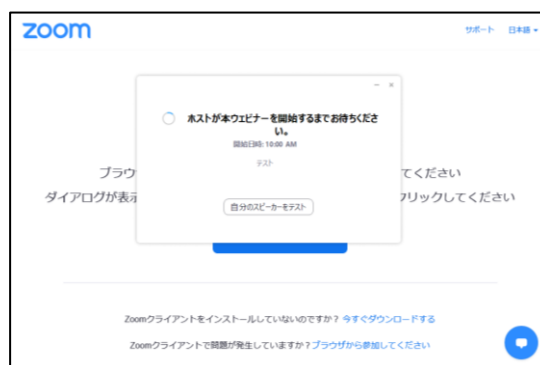 zoom
サポート 日本語
ホストが本ウェビナーを開始するまでお待ちくださ
い。
開始日時: 10:00 AM
テスト
ブラウ
てください
ダイアログが表示
クリックしてください
自分のスピーカーをテスト
Zoomクライアントをインストールしていないのですか? 今すぐダウンロードする
Zoomクライアントで問題が発生していますか?ブラウザから参加してください